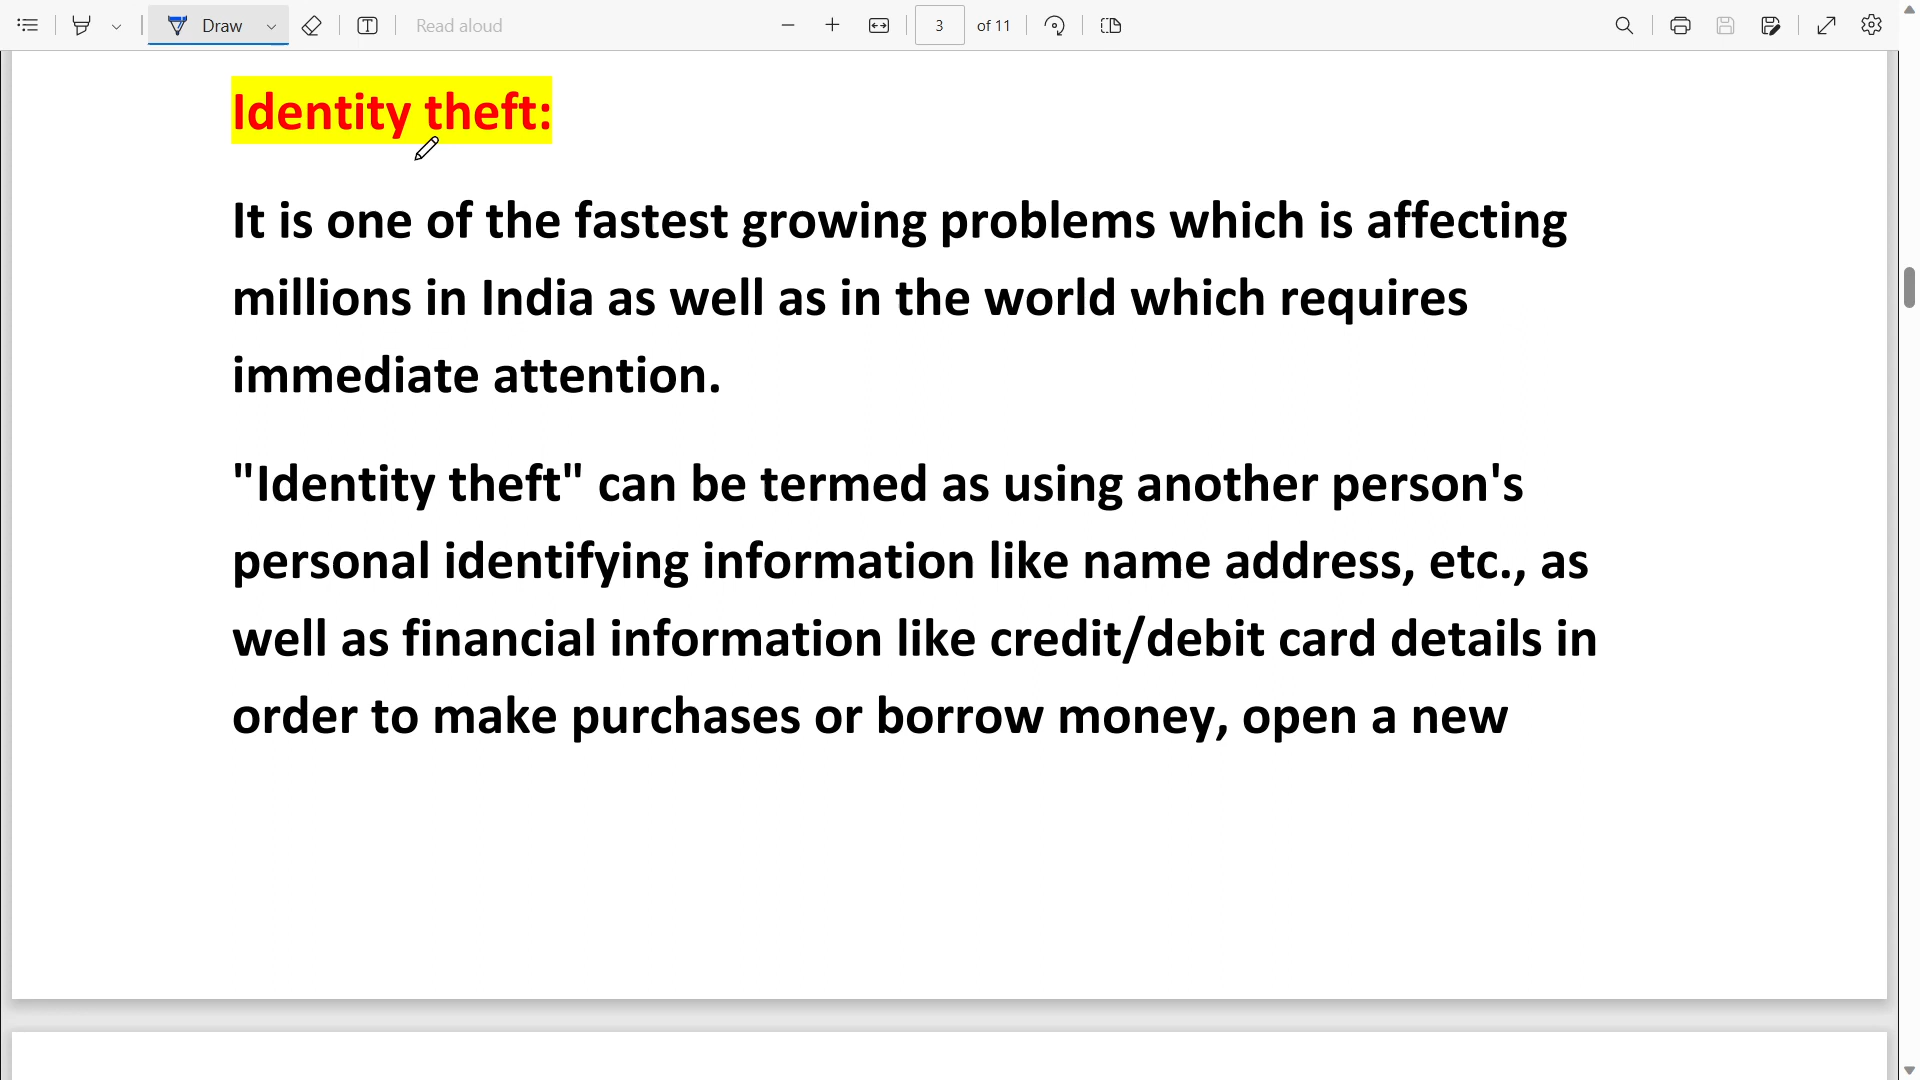 Draw
Read aloud
3 of 11
Identity theft:
It is one of the fastest growing problems which is affecting
millions in India as well as in the world which requires
immediate attention.
"Identity theft" can be termed as using another person's
personal identifying information like name address, etc., as
well as financial information like credit/debit card details in
order to make purchases or borrow money, open a new